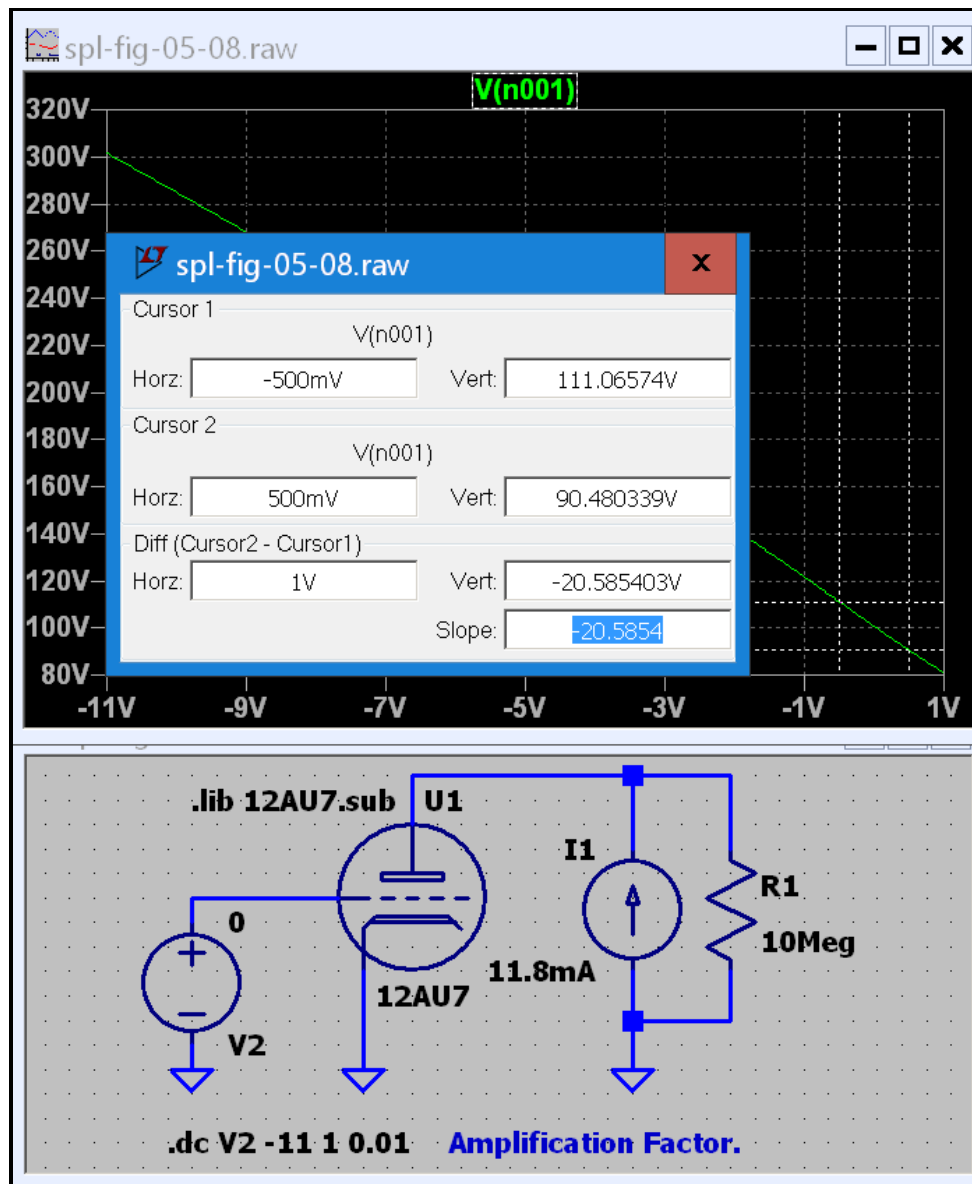 spl-fig-05-08.raw
V(n001)
320V
300V
280V
260V
240V
220V
200V
180V
160V
140V
120V
100V
80V
-11V -9V -7V -5V -3V -1V 1V
spl-fig-05-08.raw x
Cursor 1
V(n001)
Horz: -500mV Vert: 111.06574V
Cursor 2
V(n001)
Horz: 500mV Vert: 90.480339V
Diff (Cursor2 - Cursor1)
Horz: 1V Vert: -20.585403V
Slope: -20.5854
.lib 12AU7.sub U1
I1
R1
0
10Meg
11.8mA
12AU7
V2
.dc V2 -11 1 0.01 Amplification Factor.